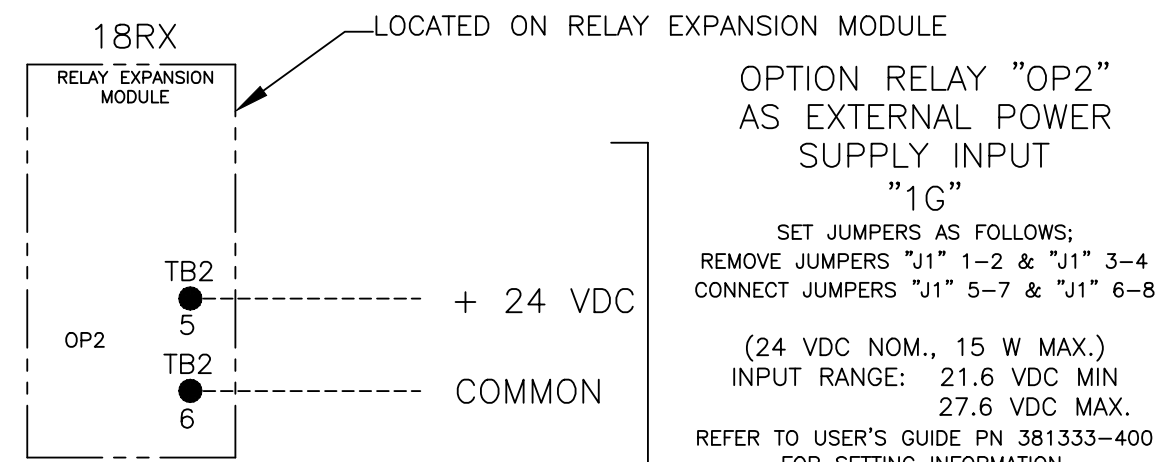 18RX
LOCATED ON RELAY EXPANSION MODULE
RELAY EXPANSION
MODULE
TB2
5
+ 24 VDC
OP2
TB2
6
COMMON
OPTION RELAY "OP2"
AS EXTERNAL POWER
SUPPLY INPUT
"1G"
SET JUMPERS AS FOLLOWS;
REMOVE JUMPERS "J1" 1-2 & "J1" 3-4
CONNECT JUMPERS "J1" 5-7 & "J1" 6-8
(24 VDC NOM., 15 W MAX.)
INPUT RANGE: 21.6 VDC MIN
27.6 VDC MAX.
REFER TO USER'S GUIDE PN 381333-400
FOR SETTING INFORMATION